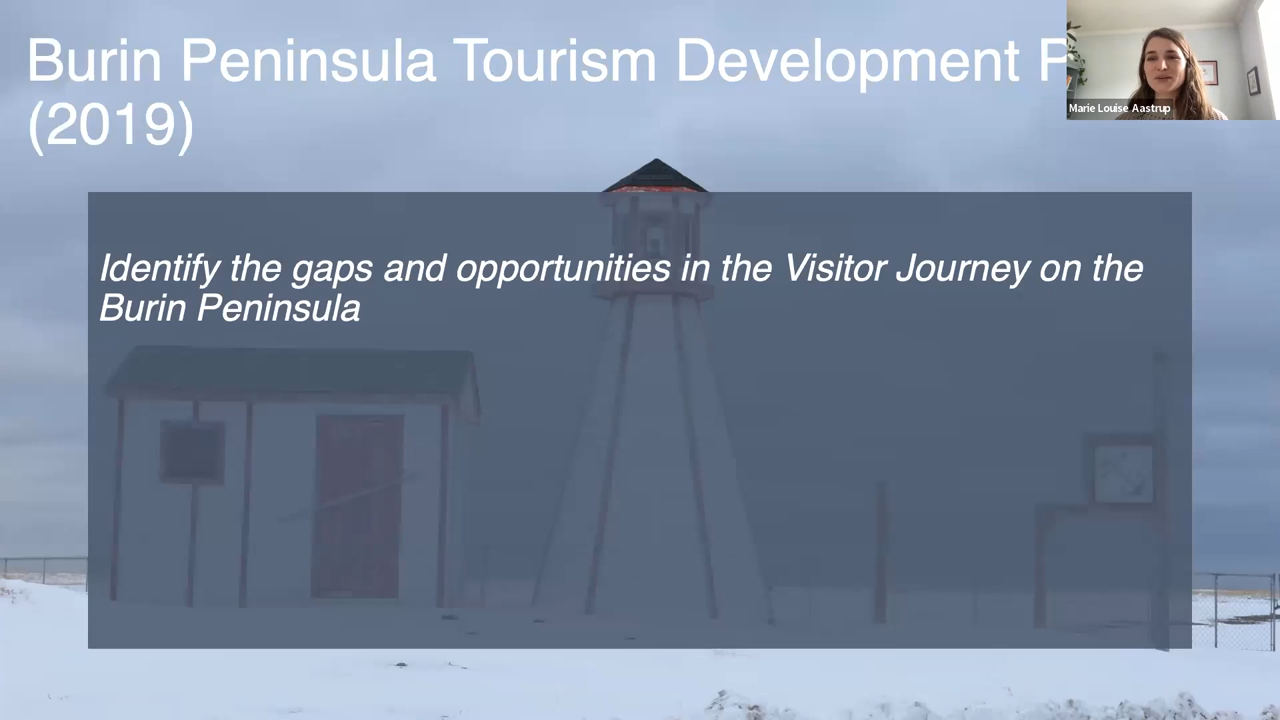 Burin Peninsula Tourism Development P
(2019)
Marie Louise Aastrup
Identify the gaps and opportunities in the Visitor Journey on the
Burin Peninsula